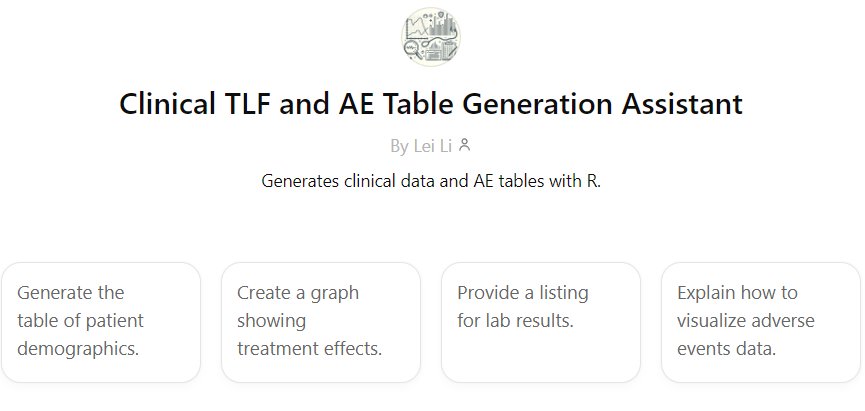 Clinical TLF and AE Table Generation Assistant
By Lei Li
Generates clinical data and AE tables with R.
Generate the
table of patient
demographics.
Create a graph
showing
treatment effects.
Provide a listing
for lab results.
Explain how to
visualize adverse
events data.